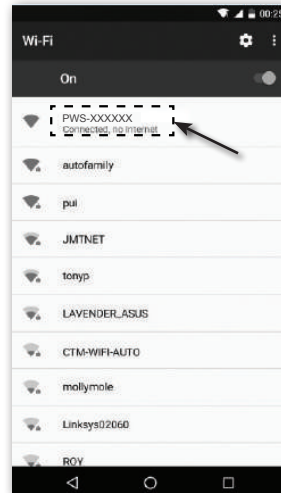 00:25
Wi-Fi
On
PWS-XXXXXX
Connected, no Internet
autofamily
pui
JMTNET
tonyp
LAVENDER_ASUS
CTM-WIFI-AUTO
mollymole
Linksys02060
ROY